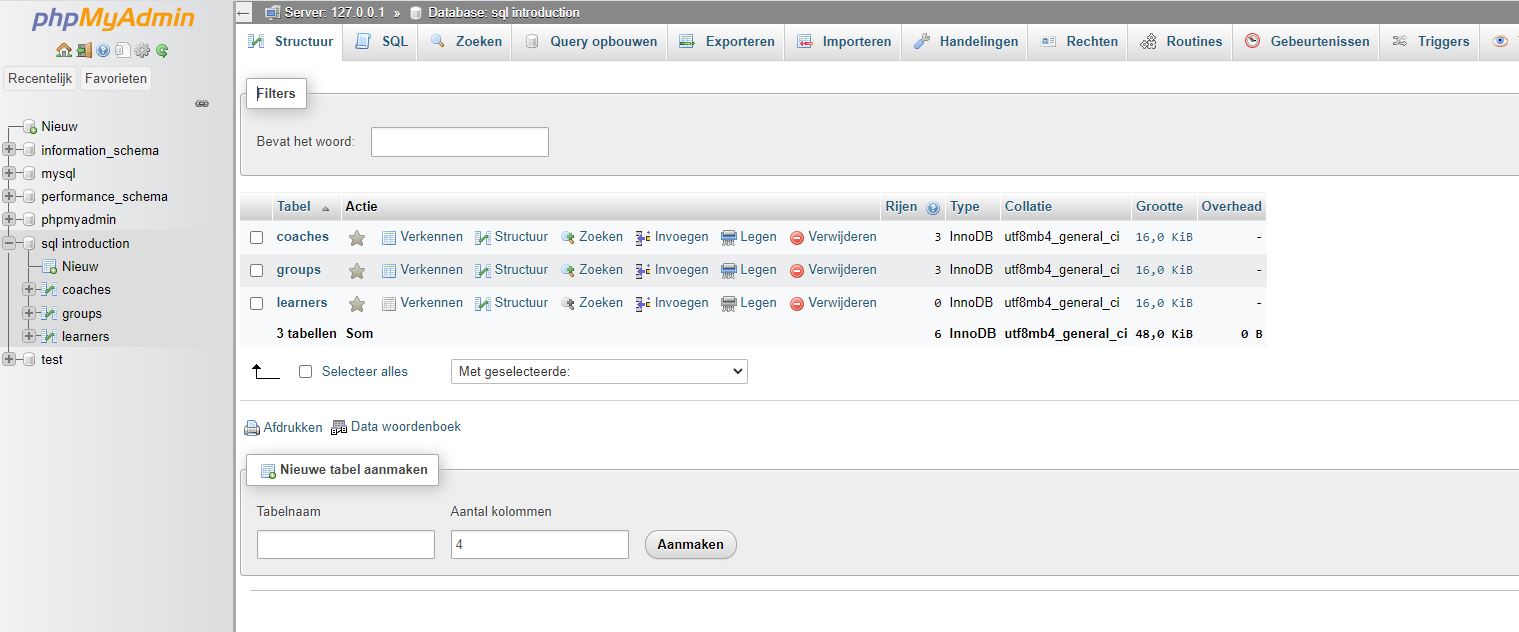 phpMyAdmin
Recentelijk Favorieten
Nieuw
information_schema
mysql
performance_schema
phpmyadmin
sql introduction
Nieuw
coaches
groups
learners
test
Server: 127.0.0.1 » Database: sql introduction
Structuur SQL Zoeken Query opbouwen Exporteren Importeren Handelingen Rechten Routines Gebeurtenissen Triggers
Filters
Bevat het woord:
Tabel Actie Rijen Type Collatie Grootte Overhead
coaches Verkennen Structuur Zoeken Invoegen Legen Verwijderen 3 InnoDB utf8mb4_general_ci 16,0 KiB -
groups Verkennen Structuur Zoeken Invoegen Legen Verwijderen 3 InnoDB utf8mb4_general_ci 16,0 KiB -
learners Verkennen Structuur Zoeken Invoegen Legen Verwijderen 0 InnoDB utf8mb4_general_ci 16,0 KiB -
3 tabellen Som 6 InnoDB utf8mb4_general_ci 48,0 KiB 0 B
Selecteer alles Met geselecteerde:
Afdrukken Data woordenboek
Nieuwe tabel aanmaken
Tabelnaam Aantal kolommen
4 Aanmaken